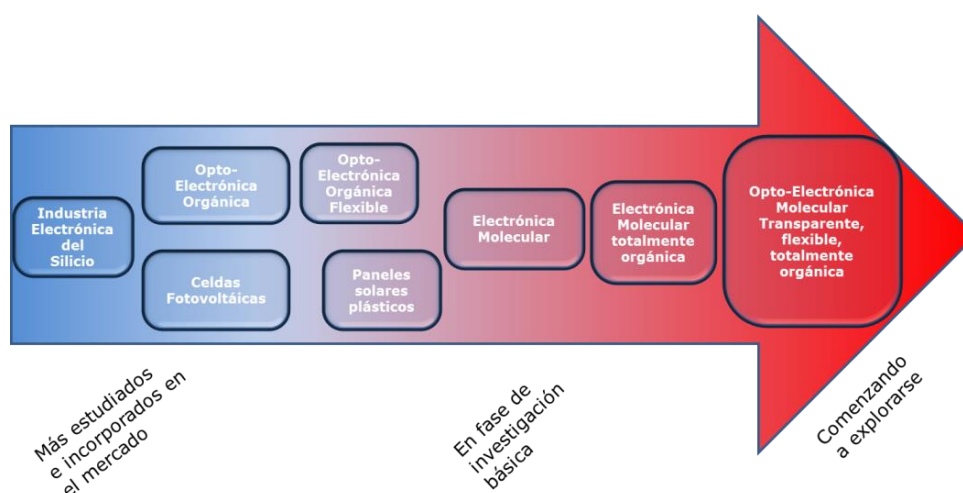 Industria
Electrónica
del
Silicio
Opto-
Electrónica
Orgánica
Celdas
Fotovoltáicas
Opto-
Electrónica
Orgánica
Flexible
Paneles
solares
plásticos
Electrónica
Molecular
Electrónica
Molecular
totalmente
orgánica
Opto-Electrónica
Molecular
Transparente,
flexible,
totalmente
orgánica
Más estudiados
e incorporados en
el mercado
En fase de
investigación
básica
Comenzando
a explorarse